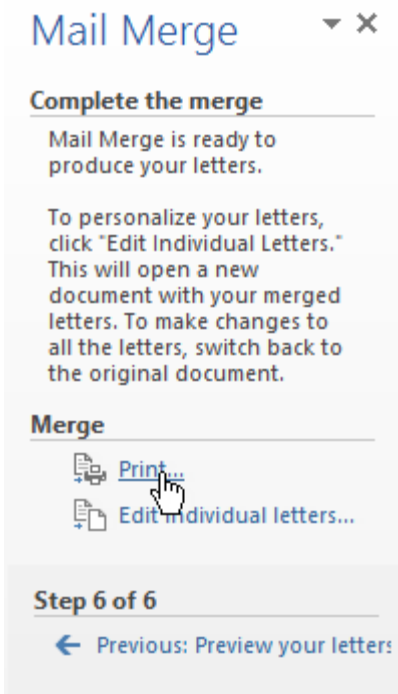 Mail Merge
Complete the merge
Mail Merge is ready to
produce your letters.
To personalize your letters,
click "Edit Individual Letters."
This will open a new
document with your merged
letters. To make changes to
all the letters, switch back to
the original document.
Merge
Print...
Edit individual letters...
Step 6 of 6
Previous: Preview your letters